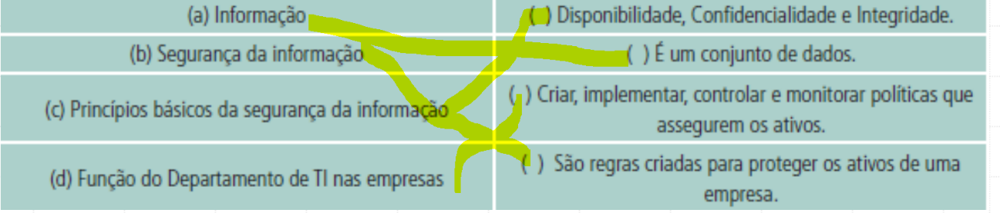 (a) Informação
( ) Disponibilidade, Confidencialidade e Integridade.
(b) Segurança da informação
( ) É um conjunto de dados.
(c) Princípios básicos da segurança da informação
( ) Criar, implementar, controlar e monitorar políticas que
assegurem os ativos.
(d) Função do Departamento de TI nas empresas
( ) São regras criadas para proteger os ativos de uma
empresa.